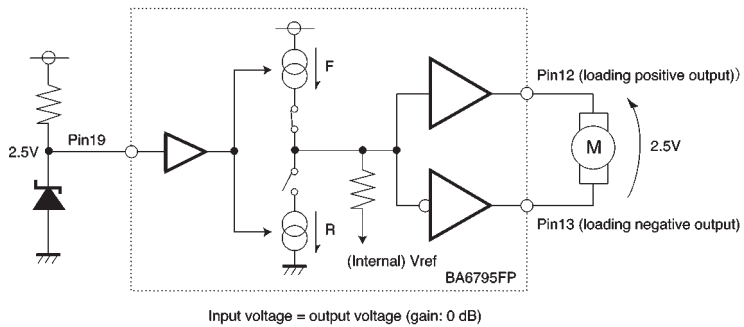 F
Pin12 (loading positive output))
Pin19
2.5V
M
2.5V
R
Pin13 (loading negative output)
(Internal) Vref
BA6795FP
Input voltage = output voltage (gain: 0 dB)